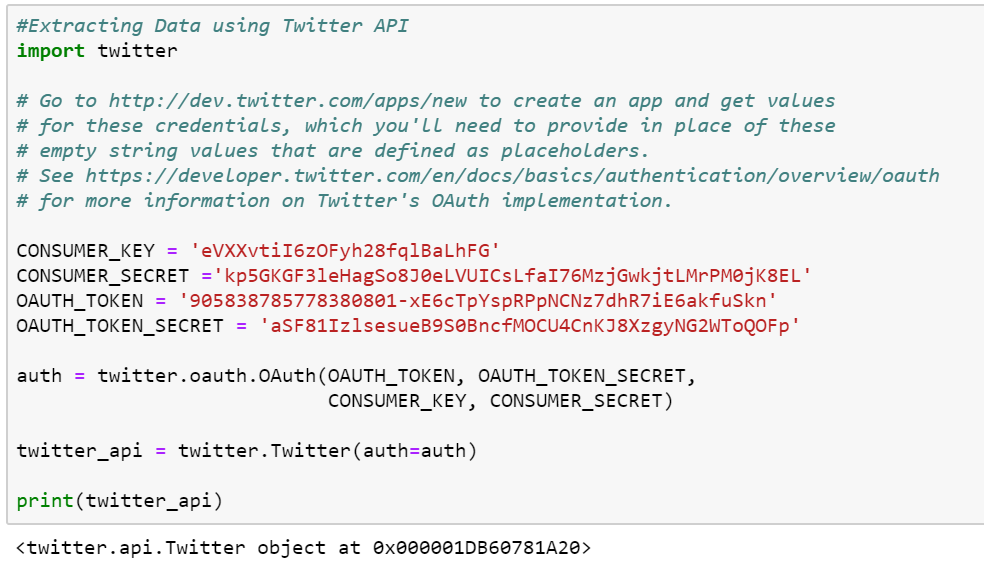 #Extracting Data using Twitter API
import twitter
# Go to http://dev.twitter.com/apps/new to create an app and get values
# for these credentials, which you'll need to provide in place of these
# empty string values that are defined as placeholders.
# See https://developer.twitter.com/en/docs/basics/authentication/overview/oauth
# for more information on Twitter's OAuth implementation.
CONSUMER_KEY = 'eVXXvtiI6zOFyh28fqlBaLhFG'
CONSUMER_SECRET ='kp5GKGF3leHagSo8J0eLVUICsLfaI76MzjGwkjtLMrPM0jK8EL'
OAUTH_TOKEN = '905838785778380801-xE6cTpYspRPpNCNz7dhR7iE6akfuSkn'
OAUTH_TOKEN_SECRET = 'aSF81IzlsesueB9S0BncfMOCU4CnKJ8XzgyNG2WToQOFp'
auth = twitter.oauth.OAuth(OAUTH_TOKEN, OAUTH_TOKEN_SECRET,
CONSUMER_KEY, CONSUMER_SECRET)
twitter_api = twitter.Twitter(auth=auth)
print(twitter_api)
<twitter.api.Twitter object at 0x000001DB60781A20>